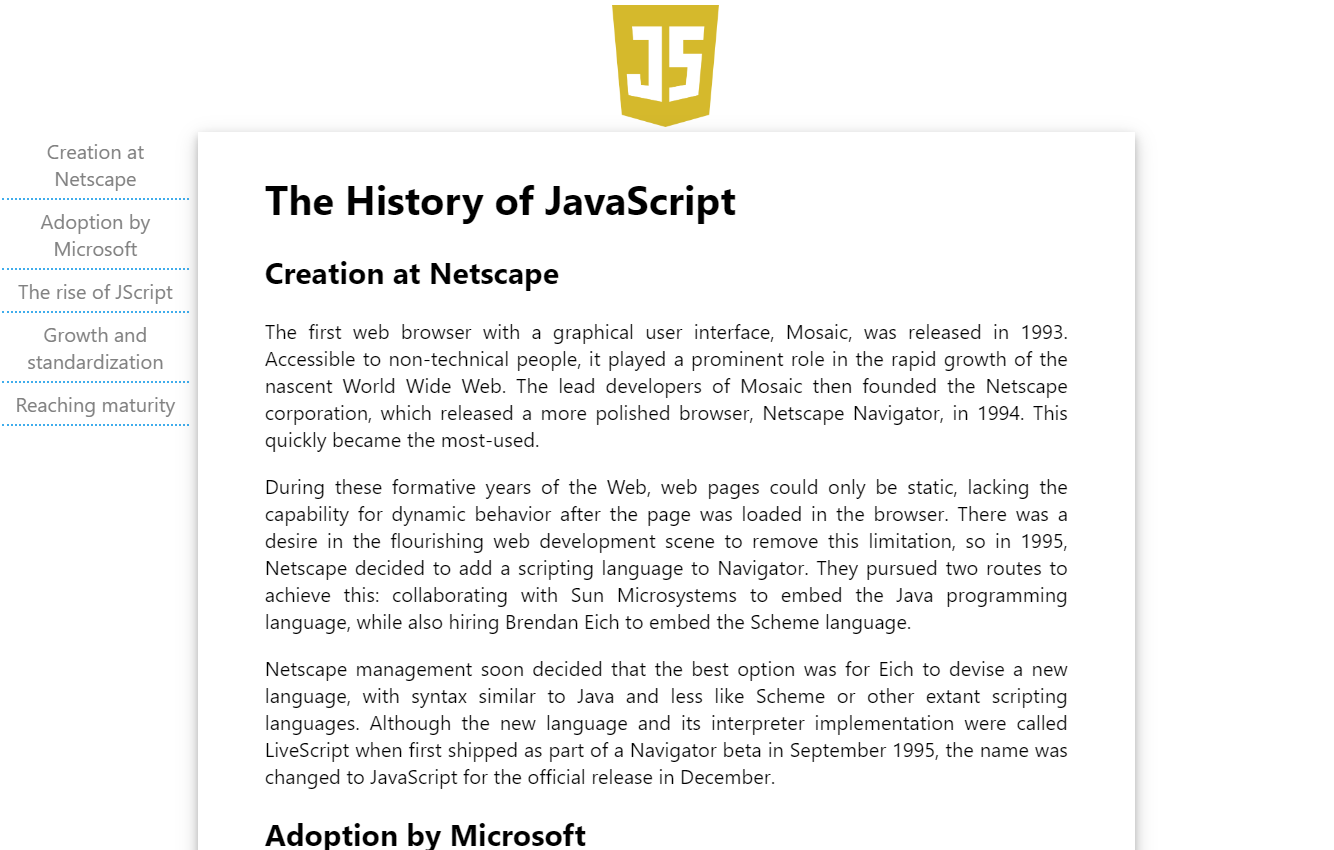 JS
Creation at
Netscape
Adoption by
Microsoft
The rise of JScript
Growth and
standardization
Reaching maturity
The History of JavaScript
Creation at Netscape
The first web browser with a graphical user interface, Mosaic, was released in 1993.
Accessible to non-technical people, it played a prominent role in the rapid growth of the
nascent World Wide Web. The lead developers of Mosaic then founded the Netscape
corporation, which released a more polished browser, Netscape Navigator, in 1994. This
quickly became the most-used.
During these formative years of the Web, web pages could only be static, lacking the
capability for dynamic behavior after the page was loaded in the browser. There was a
desire in the flourishing web development scene to remove this limitation, so in 1995,
Netscape decided to add a scripting language to Navigator. They pursued two routes to
achieve this: collaborating with Sun Microsystems to embed the Java programming
language, while also hiring Brendan Eich to embed the Scheme language.
Netscape management soon decided that the best option was for Eich to devise a new
language, with syntax similar to Java and less like Scheme or other extant scripting
languages. Although the new language and its interpreter implementation were called
LiveScript when first shipped as part of a Navigator beta in September 1995, the name was
changed to JavaScript for the official release in December.
Adoption by Microsoft